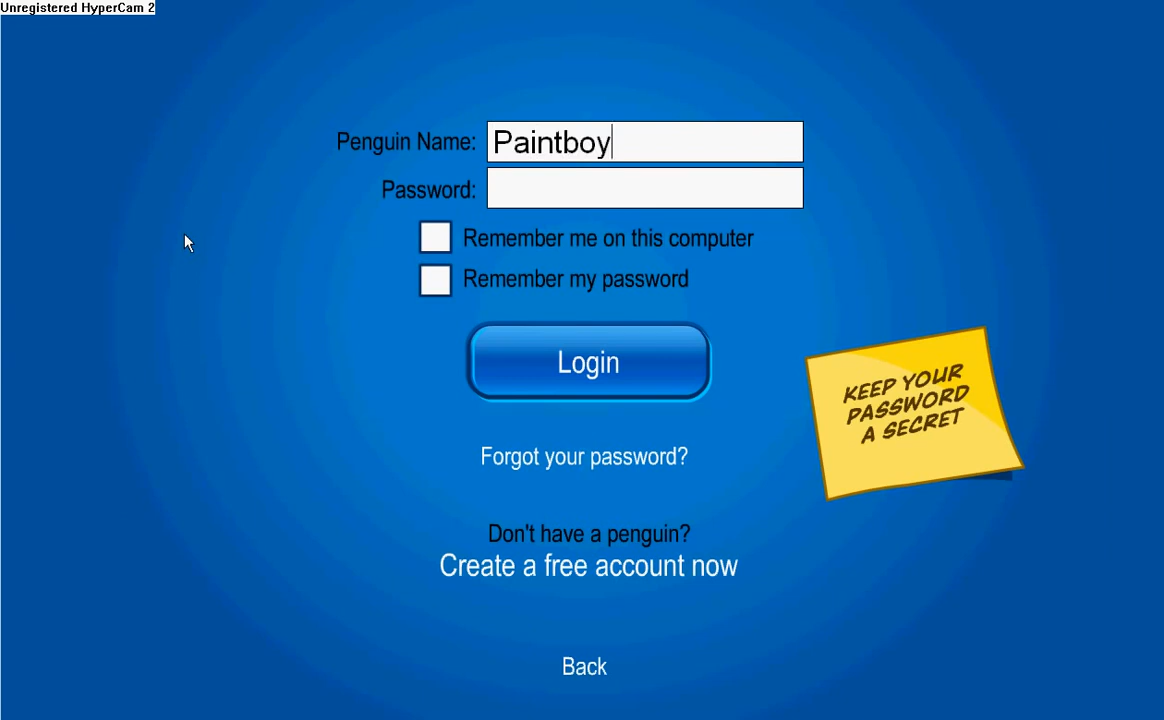 Unregistered HyperCam 2
Penguin Name: Paintboy
Password:
Remember me on this computer
Remember my password
Login
KEEP YOUR
PASSWORD
A SECRET
Forgot your password?
Don't have a penguin?
Create a free account now
Back